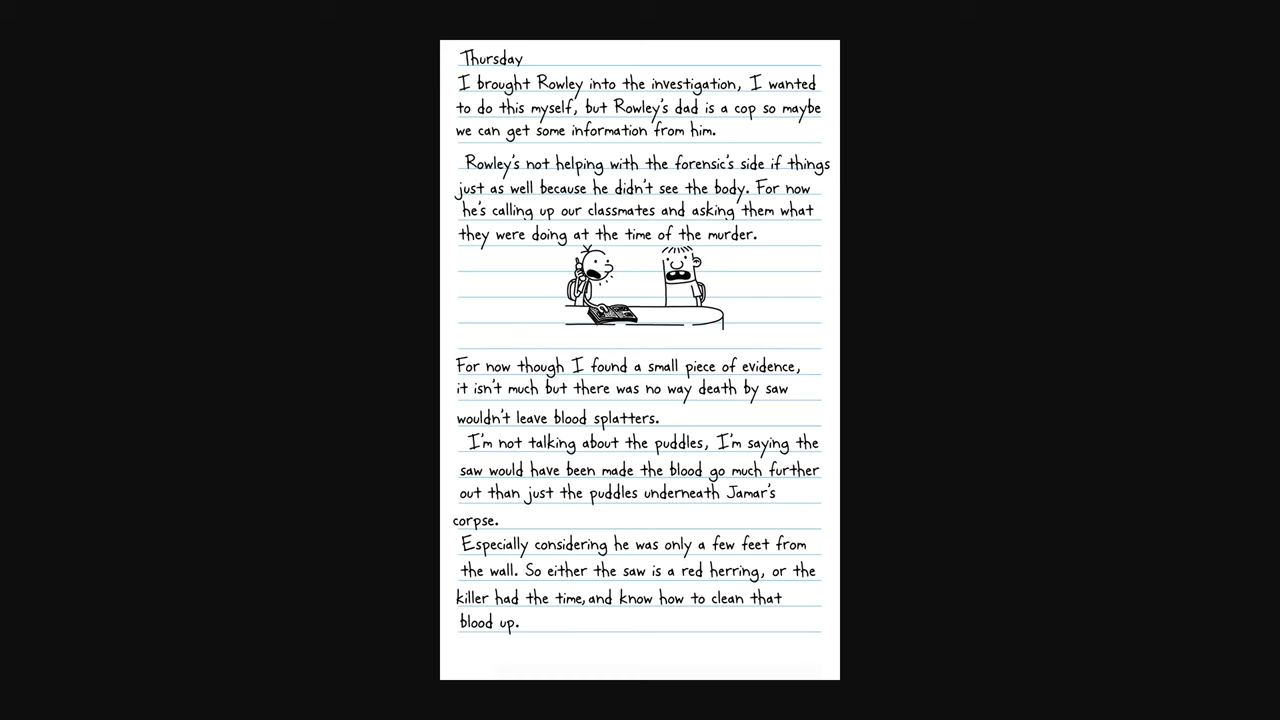 Thursday
I brought Rowley into the investigation, I wanted
to do this myself, but Rowley's dad is a cop so maybe
we can get some information from him.
Rowley's not helping with the forensic's side if things
just as well because he didn't see the body. For now
he's calling up our classmates and asking them what
they were doing at the time of the murder.
For now though I found a small piece of evidence,
it isn't much but there was no way death by saw
wouldn't leave blood splatters.
I'm not talking about the puddles, I'm saying the
saw would have been made the blood go much further
out than just the puddles underneath Jamar's
corpse.
Especially considering he was only a few feet from
the wall. So either the saw is a red herring, or the
killer had the time, and know how to clean that
blood up.